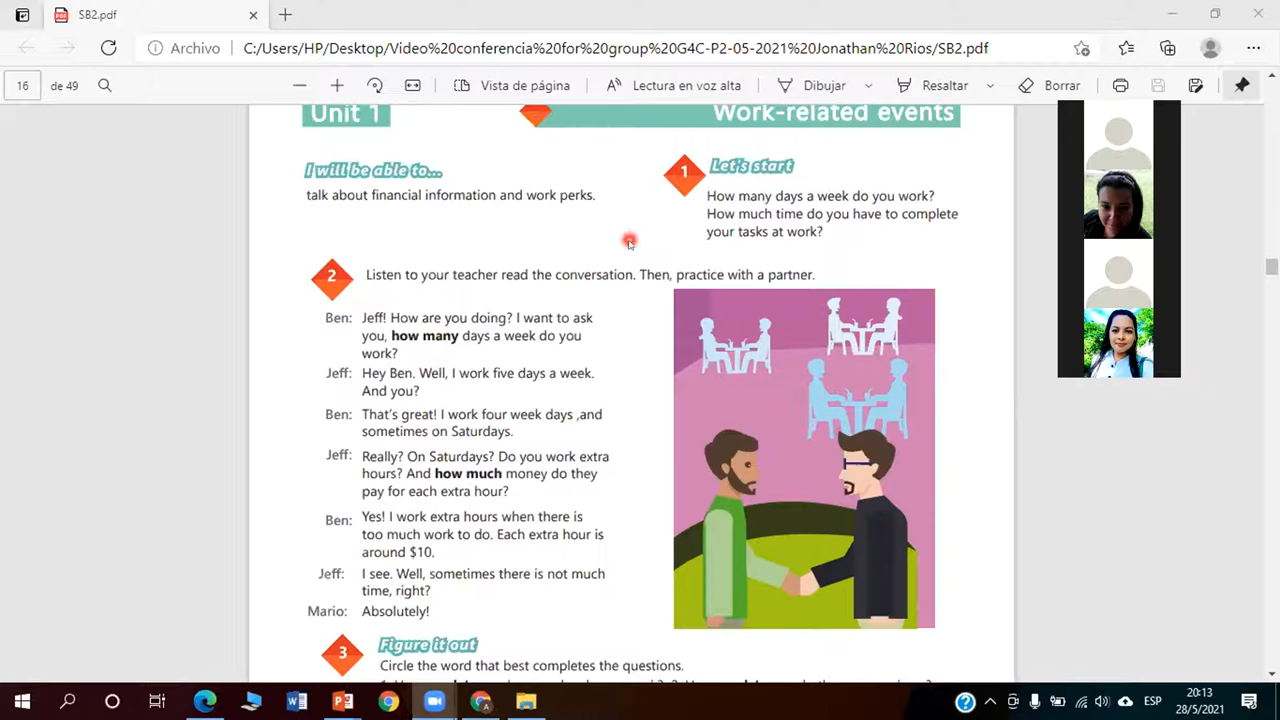 SB2.pdf
Archivo
C:/Users/HP/Desktop/Video%20conferencia%20for%20group%20G4C-P2-05-2021%20Jonathan%20Rios/SB2.pdf
16 de 49
Vista de página
Lectura en voz alta
Dibujar
Resaltar
Borrar
Unit 1
Work-related events
I will be able to...
talk about financial information and work perks.
1
Let's start
How many days a week do you work?
How much time do you have to complete
your tasks at work?
2
Listen to your teacher read the conversation. Then, practice with a partner.
Ben: Jeff! How are you doing? I want to ask
you, how many days a week do you
work?
Jeff: Hey Ben. Well, I work five days a week.
And you?
Ben: That's great! I work four week days ,and
sometimes on Saturdays.
Jeff: Really? On Saturdays? Do you work extra
hours? And how much money do they
pay for each extra hour?
Ben: Yes! I work extra hours when there is
too much work to do. Each extra hour is
around $10.
Jeff: I see. Well, sometimes there is not much
time, right?
Mario: Absolutely!
3
Figure it out
Circle the word that best completes the questions.
ESP
20:13
28/5/2021